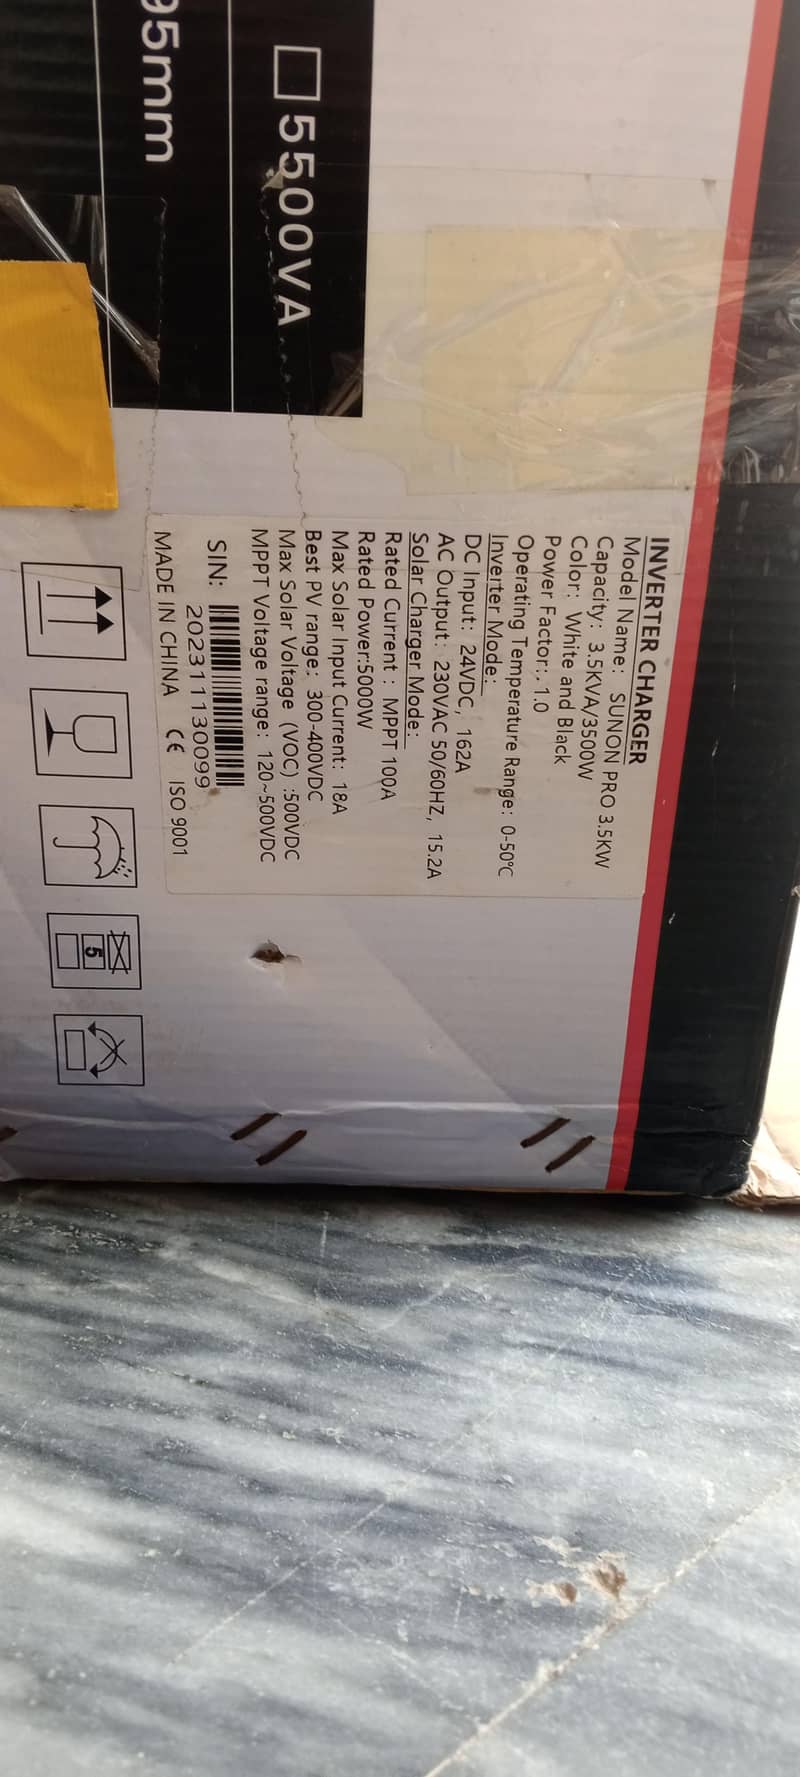 95mm
5500VA
INVERTER CHARGER
Model Name: SUNON PRO 3.5KW
Capacity: 3.5KVA/3500W
Color: White and Black
Power Factor:, 1.0
Operating Temperature Range: 0-50℃
Inverter Mode:
DC Input: 24VDC, 162A
AC Output: 230VAC 50/60HZ, 15.2A
Solar Charger Mode:
Rated Current : MPPT 100A
Rated Power:5000W
Max Solar Input Current: 18A
Best PV range: 300-400VDC
Max Solar Voltage (VOC) :500VDC
MPPT Voltage range: 120~500VDC
SIN:
202311130099
MADE IN CHINA CE ISO 9001
5